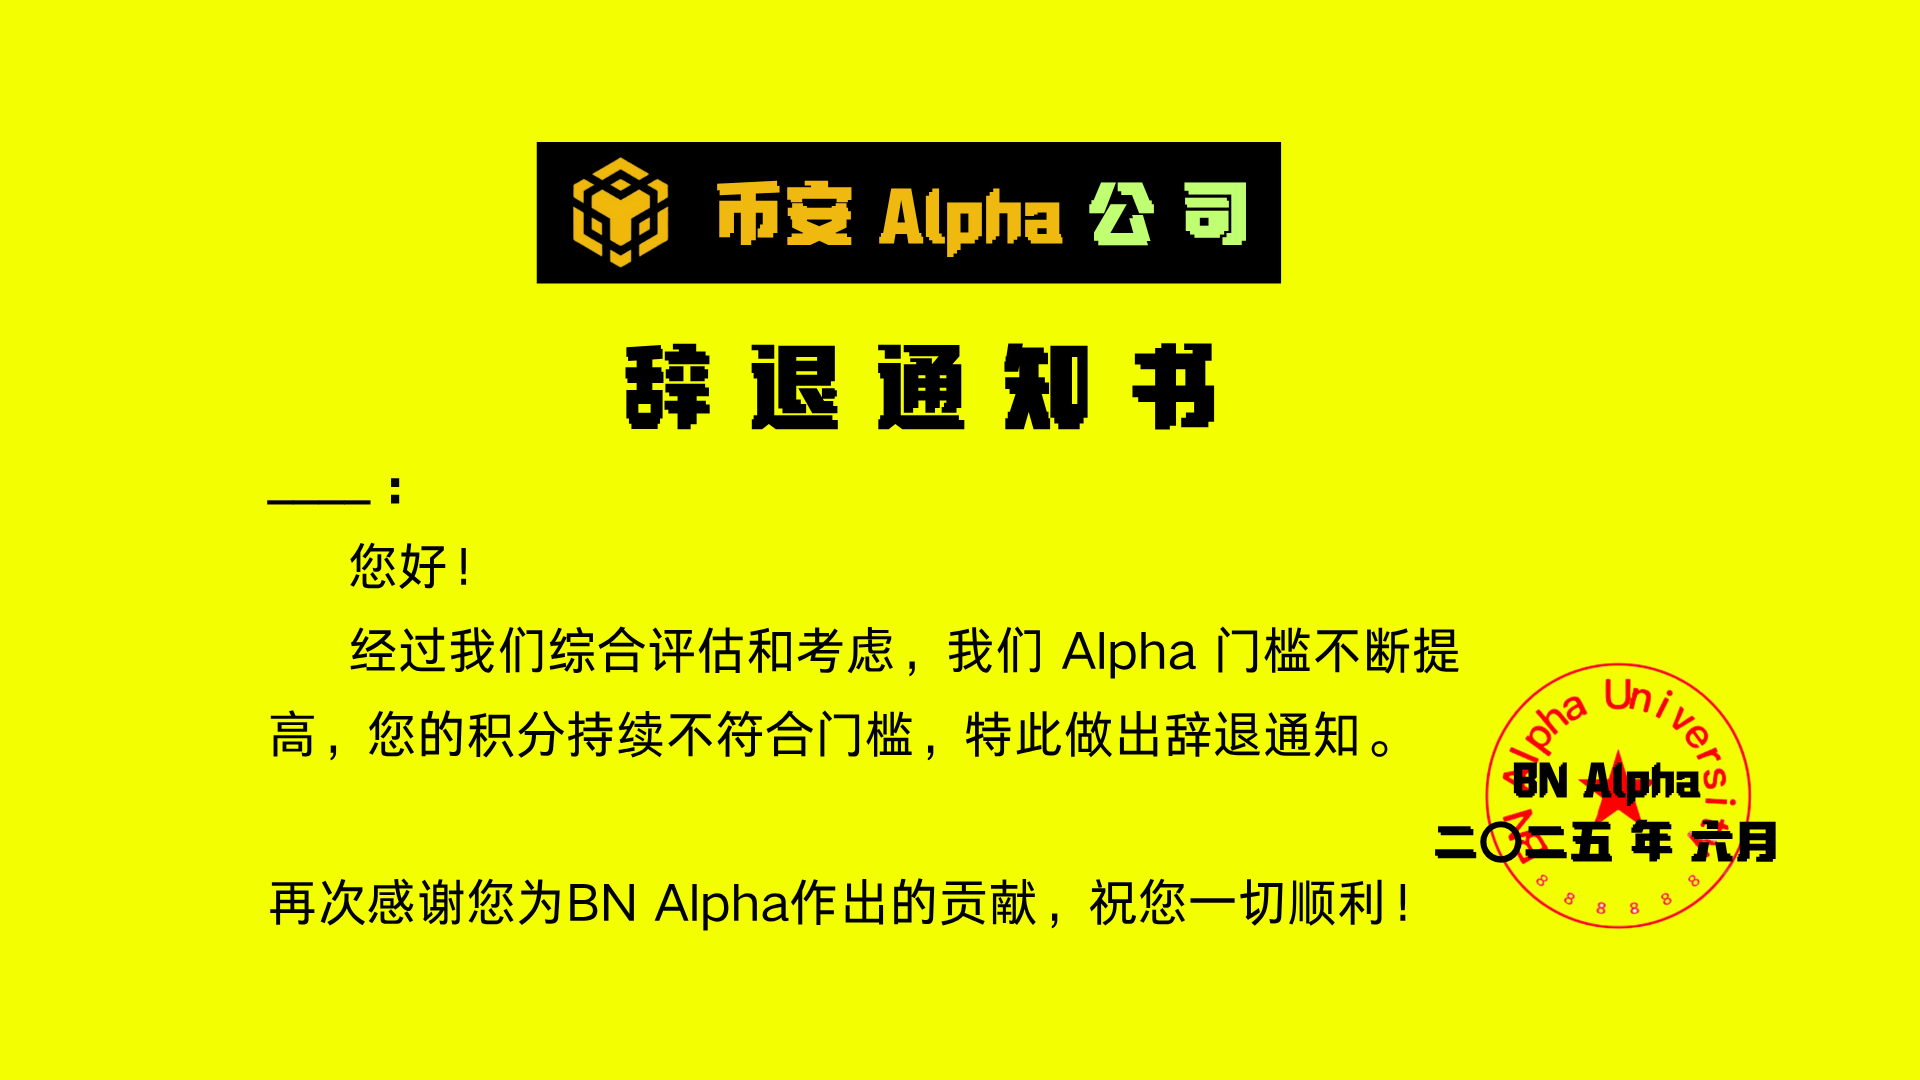 币安 Alpha 公司
辞退通知书
____：
您好！
经过我们综合评估和考虑，我们 Alpha 门槛不断提
高，您的积分持续不符合门槛，特此做出辞退通知。
BN Alpha University
BN Alpha
二〇二五 年 六月
888888
再次感谢您为BN Alpha作出的贡献，祝您一切顺利！